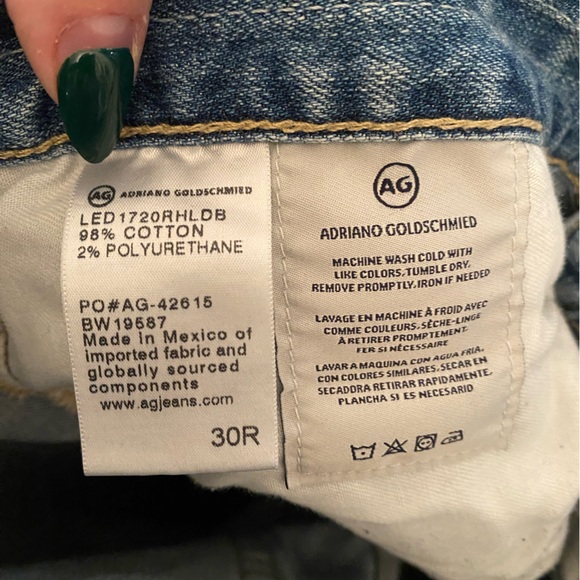 AG ADRIANO GOLDSCHMIED
LED1720RHLDB
98% COTTON
2% POLYURETHANE
PO#AG-42615
BW19587
Made in Mexico of
imported fabric and
globally sourced
components
www.agjeans.com
30R
AG
ADRIANO GOLDSCHMIED
MACHINE WASH COLD WITH
LIKE COLORS, TUMBLE DRY,
REMOVE PROMPTLY, IRON IF NEEDED
LAVAGE EN MACHINE À FROID AVEC
COMME COULEURS, SÈCHE-LINGE
À RETIRER PROMPTEMENT.
FER SI NÉCESSAIRE
LAVAR A MAQUINA CON AGUA FRIA,
CON COLORES SIMILARES, SECAR EN
SECADORA RETIRAR RAPIDAMENTE,
PLANCHA SI ES NECESARIO